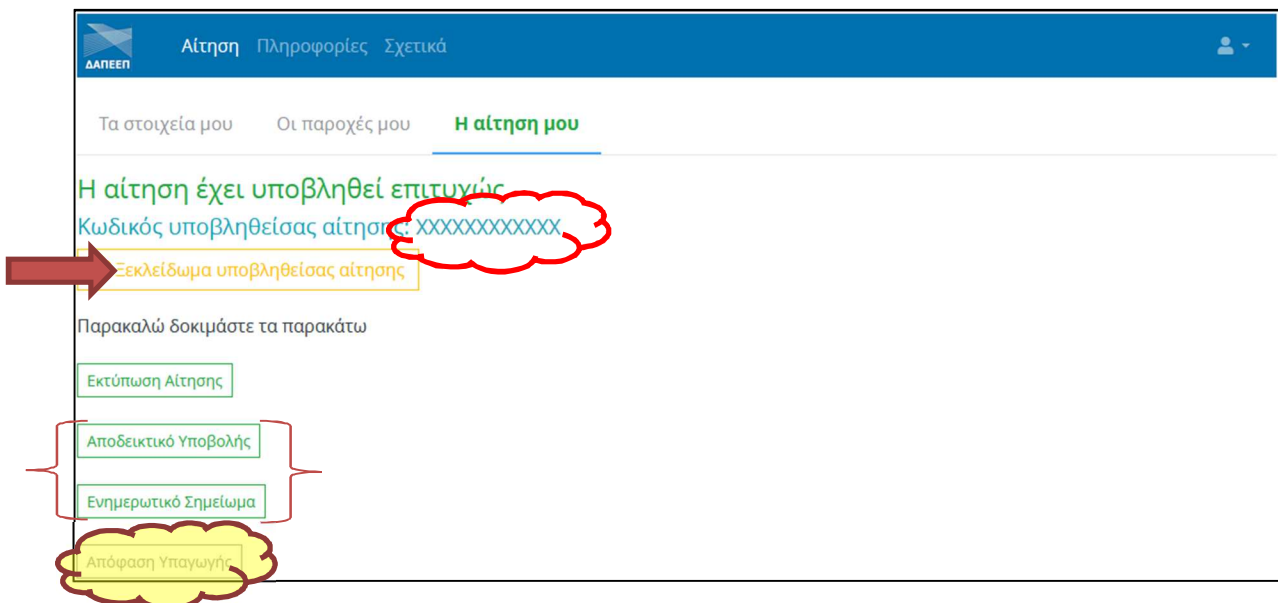 ΔΑΠΕΕΠ Αίτηση Πληροφορίες Σχετικά
Τα στοιχεία μου Οι παροχές μου Η αίτηση μου
Η αίτηση έχει υποβληθεί επιτυχώς
Κωδικός υποβληθείσας αίτησης: XXXXXXXXXXXX
Ξεκλείδωμα υποβληθείσας αίτησης
Παρακαλώ δοκιμάστε τα παρακάτω
Εκτύπωση Αίτησης
Αποδεικτικό Υποβολής
Ενημερωτικό Σημείωμα
Απόφαση Υπαγωγής